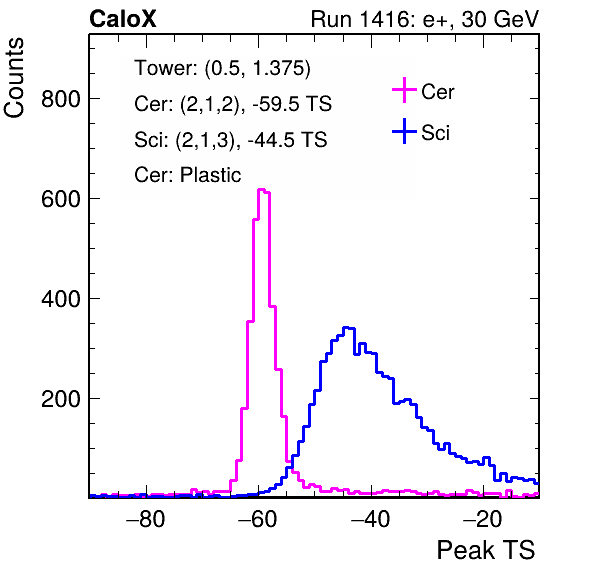 CaloX Run 1416: e+, 30 GeV
Counts
Tower: (0.5, 1.375)
Cer: (2,1,2), -59.5 TS
Sci: (2,1,3), -44.5 TS
Cer: Plastic
Cer
Sci
800
600
400
200
−80 −60 −40 −20
Peak TS